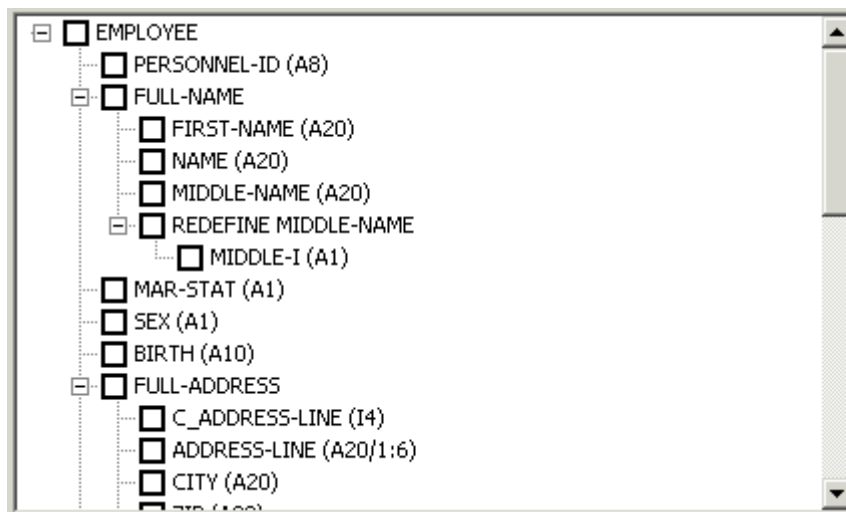 EMPLOYEE
PERSONNEL-ID (A8)
FULL-NAME
FIRST-NAME (A20)
NAME (A20)
MIDDLE-NAME (A20)
REDEFINE MIDDLE-NAME
MIDDLE-I (A1)
MAR-STAT (A1)
SEX (A1)
BIRTH (A10)
FULL-ADDRESS
C_ADDRESS-LINE (I4)
ADDRESS-LINE (A20/1:6)
CITY (A20)